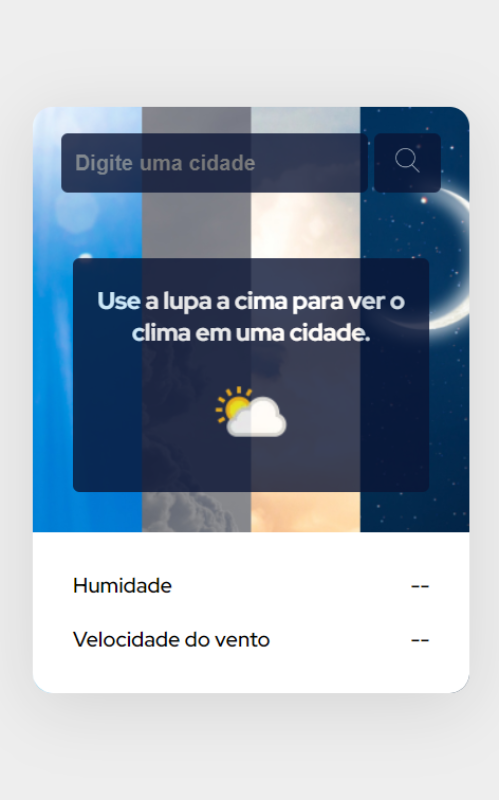 Digite uma cidade
Use a lupa a cima para ver o
clima em uma cidade.
Humidade --
Velocidade do vento --